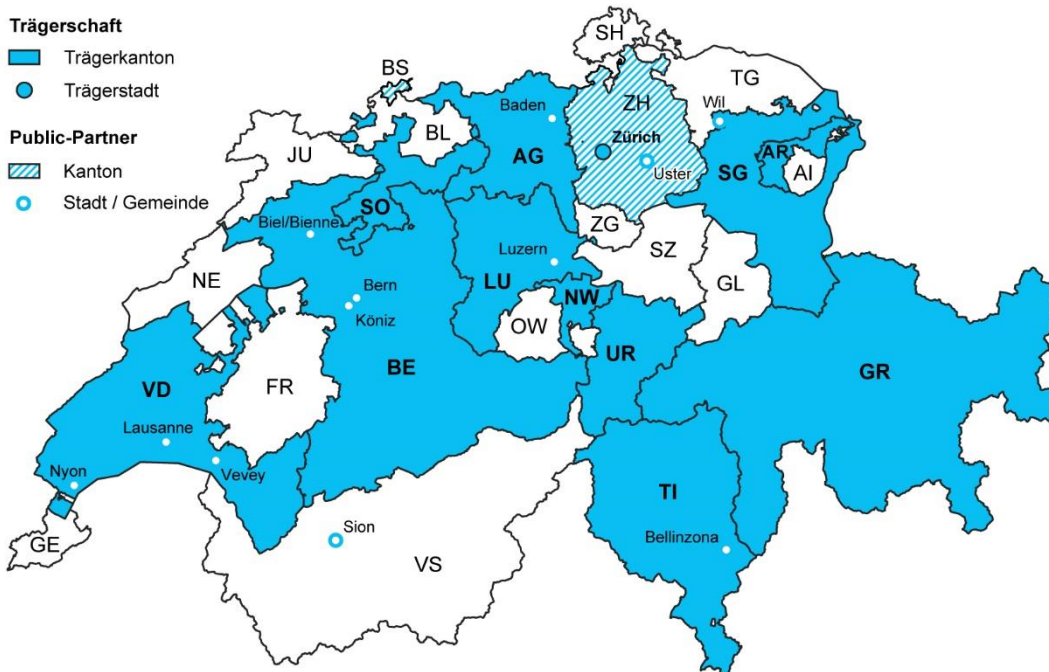 Trägerschaft
Trägerkanton
Trägerstadt
Public-Partner
Kanton
Stadt / Gemeinde
SH
BS
TG
Baden
ZH
Wil
BL
JU
Zürich
AG
AR
SG
AI
Uster
SO
Biel/Bienne
ZG
SZ
Luzern
NE
LU
GL
Bern
NW
Köniz
OW
UR
BE
GR
FR
VD
Lausanne
Nyon
Vevey
TI
Sion
GE
VS
Bellinzona